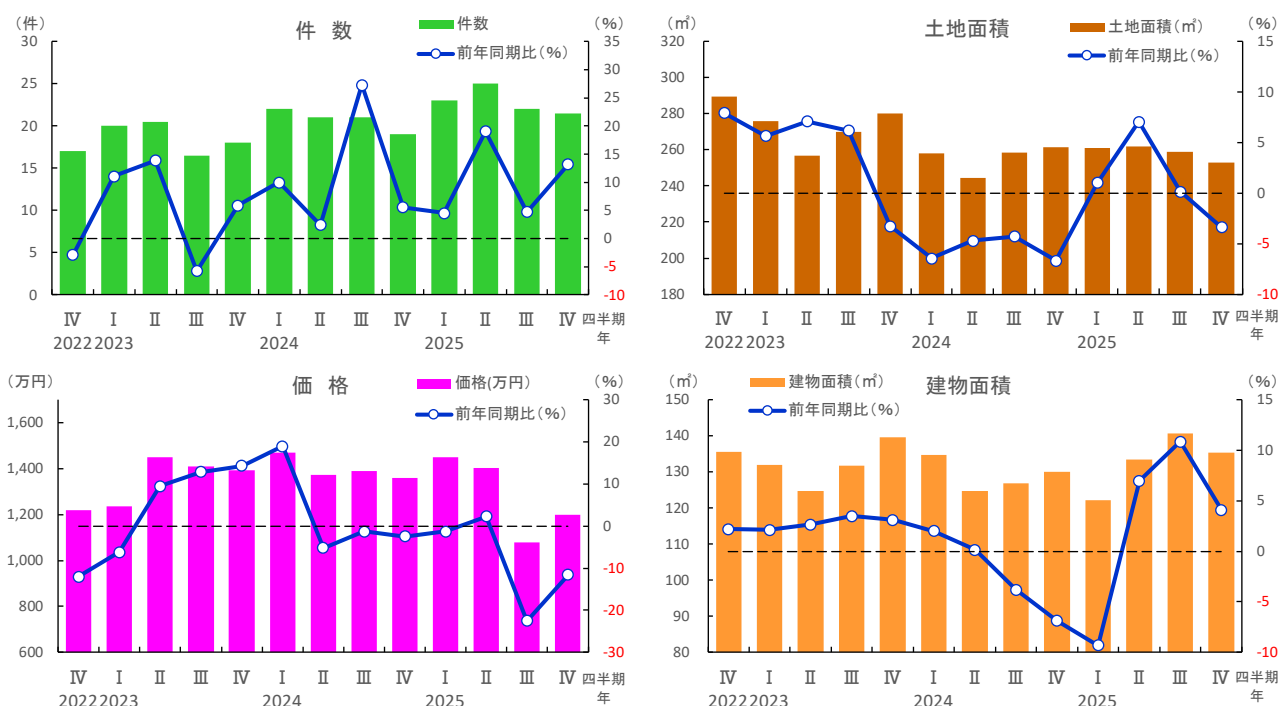 件 数
(件)
(%)
件数
前年同期比(%)
30
25
20
15
10
5
0
35
30
25
20
15
10
5
0
-5
-10
Ⅳ Ⅰ Ⅱ Ⅲ Ⅳ Ⅰ Ⅱ Ⅲ Ⅳ Ⅰ Ⅱ Ⅲ Ⅳ 四半期
2022 2023 2024 2025 年
土地面積
(㎡)
(%)
土地面積(㎡)
前年同期比(%)
320
300
280
260
240
220
200
180
15
10
5
0
-5
-10
Ⅳ Ⅰ Ⅱ Ⅲ Ⅳ Ⅰ Ⅱ Ⅲ Ⅳ Ⅰ Ⅱ Ⅲ Ⅳ 四半期
2022 2023 2024 2025 年
価 格
(万円)
(%)
価格(万円)
前年同期比(%)
1,600
1,400
1,200
1,000
800
600
30
20
10
0
-10
-20
-30
Ⅳ Ⅰ Ⅱ Ⅲ Ⅳ Ⅰ Ⅱ Ⅲ Ⅳ Ⅰ Ⅱ Ⅲ Ⅳ 四半期
2022 2023 2024 2025 年
建物面積
(㎡)
(%)
建物面積(㎡)
前年同期比(%)
150
140
130
120
110
100
90
80
15
10
5
0
-5
-10
Ⅳ Ⅰ Ⅱ Ⅲ Ⅳ Ⅰ Ⅱ Ⅲ Ⅳ Ⅰ Ⅱ Ⅲ Ⅳ 四半期
2022 2023 2024 2025 年